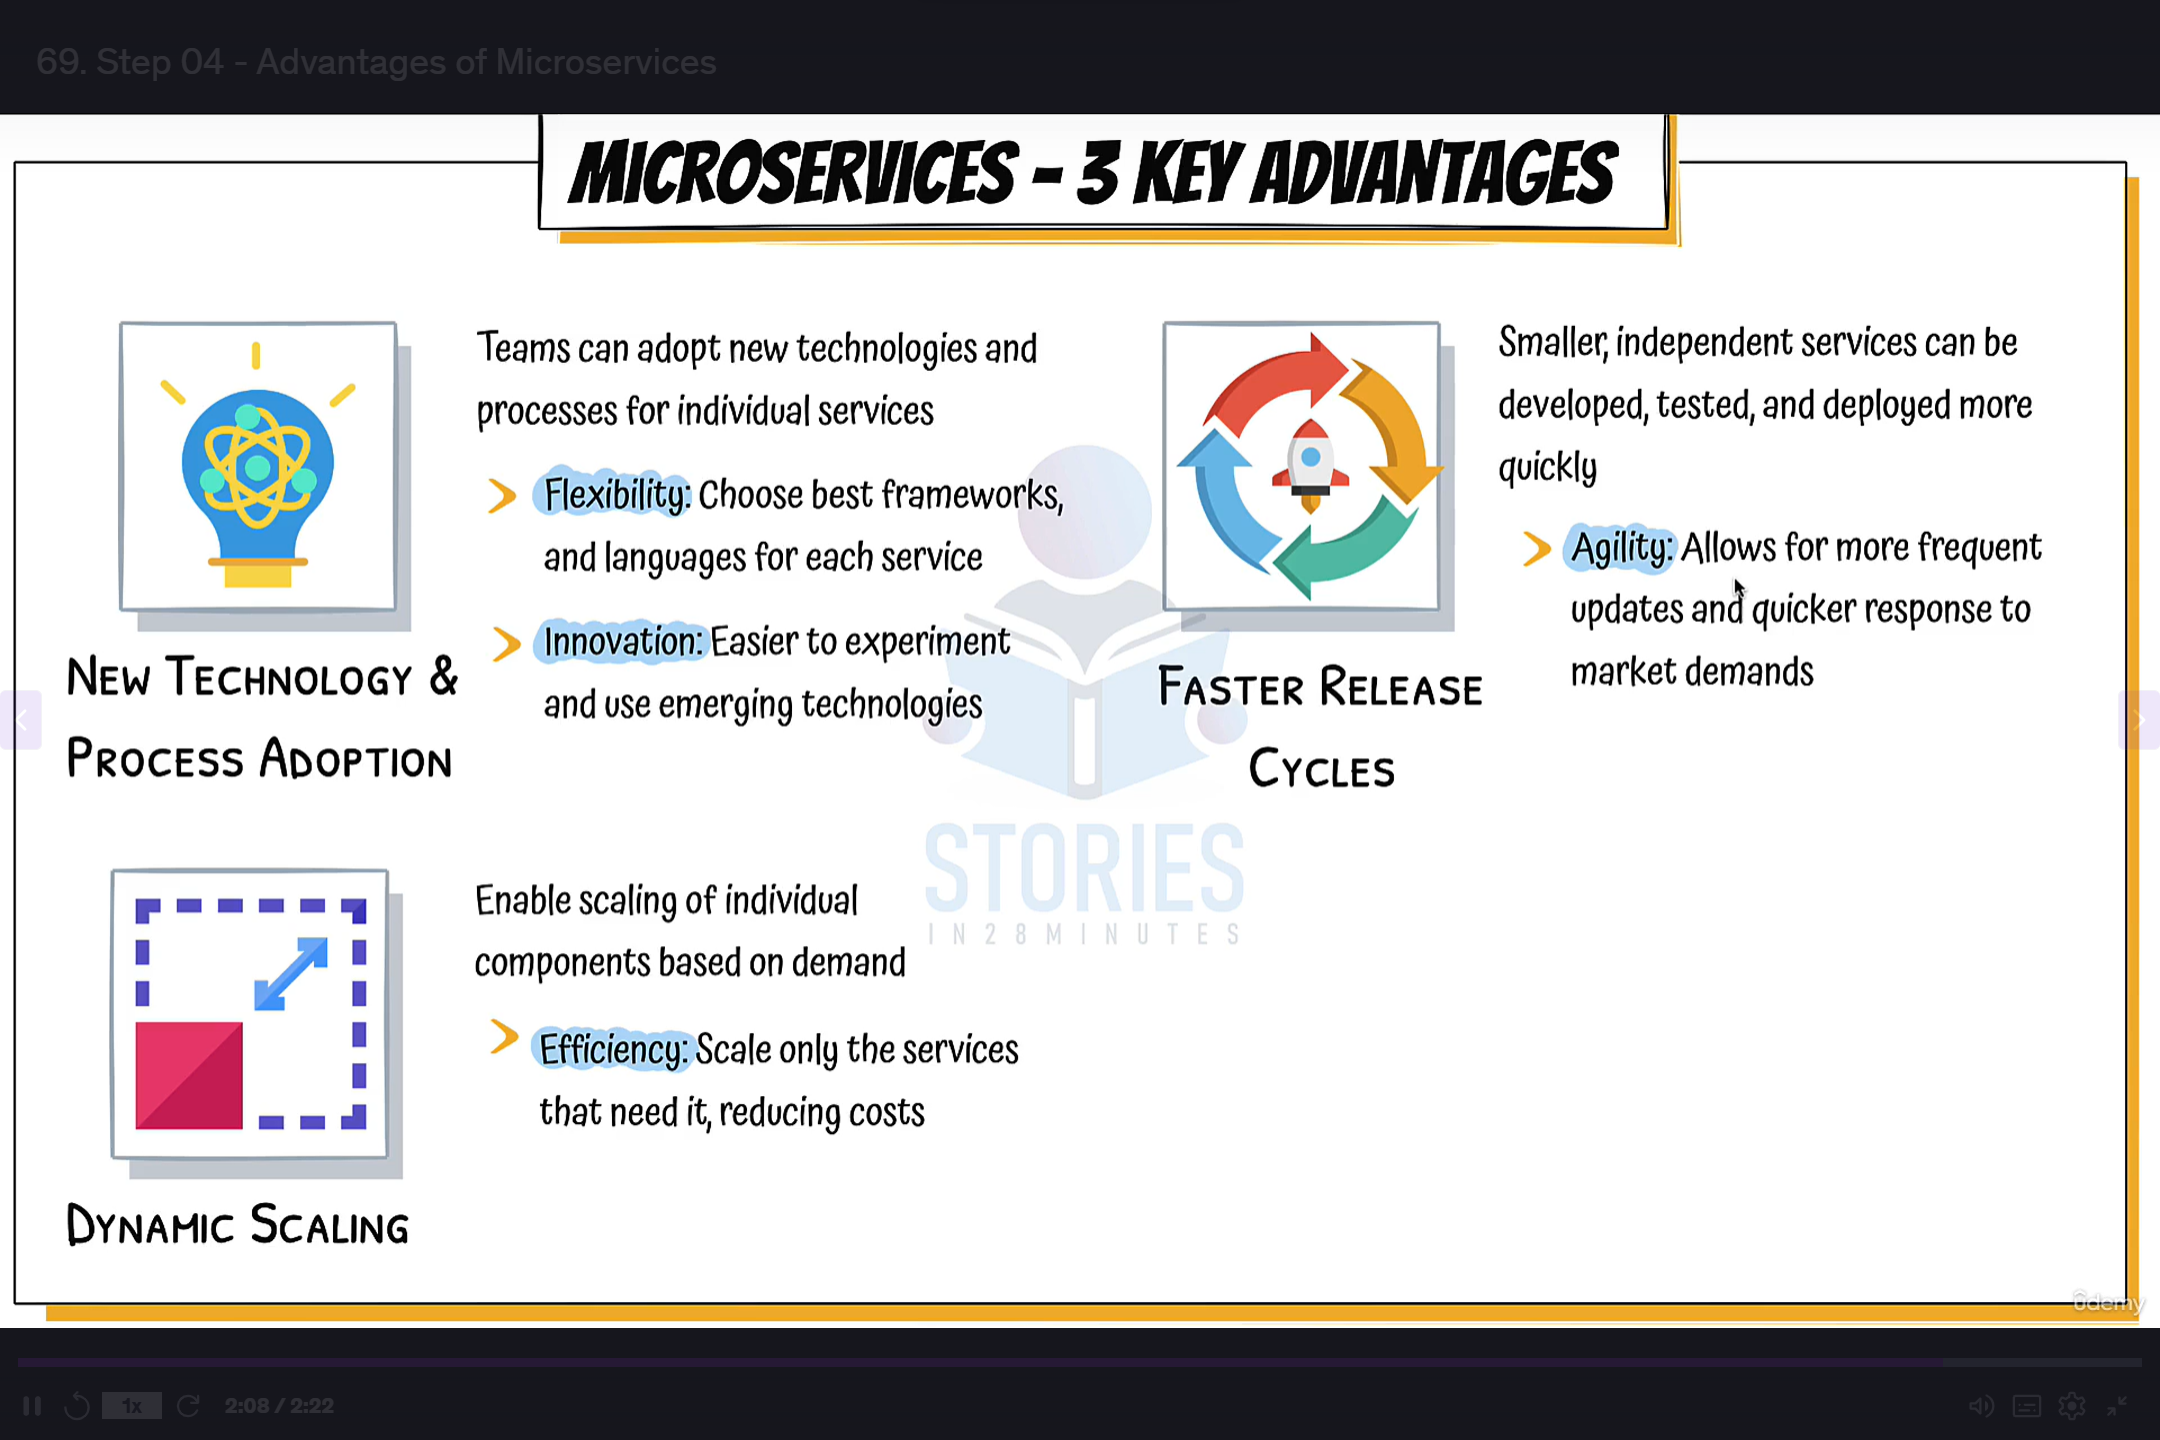 69. Step 04 - Advantages of Microservices
MICROSERVICES - 3 KEY ADVANTAGES
Teams can adopt new technologies and
processes for individual services
Flexibility: Choose best frameworks,
and languages for each service
Innovation: Easier to experiment
and use emerging technologies
NEW TECHNOLOGY &
PROCESS ADOPTION
Smaller, independent services can be
developed, tested, and deployed more
quickly
Agility: Allows for more frequent
updates and quicker response to
market demands
FASTER RELEASE
CYCLES
Enable scaling of individual
components based on demand
Efficiency: Scale only the services
that need it, reducing costs
DYNAMIC SCALING
STORIES
IN28MINUTES
ûdemy
1x
2:08 / 2:22